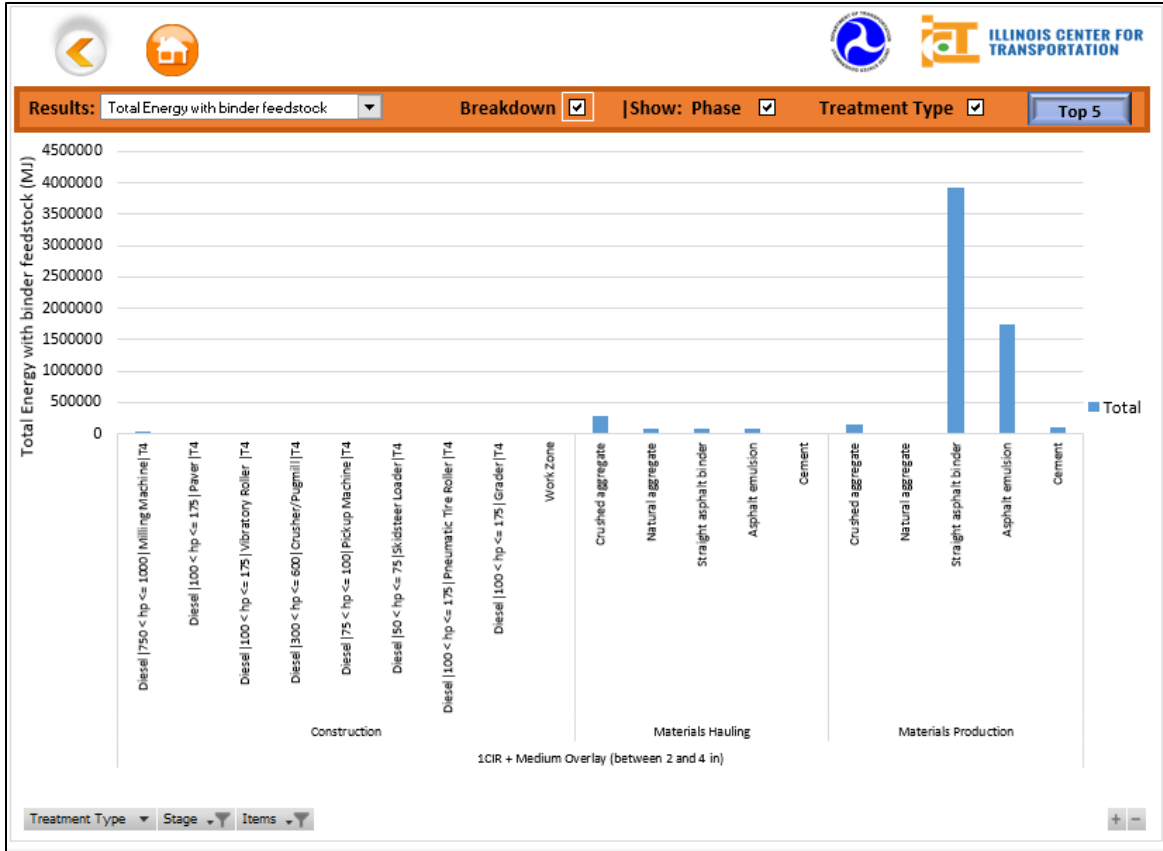 ILLINOIS CENTER FOR
TRANSPORTATION
Results: Total Energy with binder feedstock Breakdown |Show: Phase Treatment Type Top 5
Total Energy with binder feedstock (MJ)
4500000
4000000
3500000
3000000
2500000
2000000
1500000
1000000
500000
0
Total
Diesel|750 < hp <= 1000|Milling Machine|T4
Diesel|100 < hp <= 175|Paver|T4
Diesel|100 < hp <= 175|Vibratory Roller |T4
Diesel|300 < hp <= 600|Crusher/Pugmill|T4
Diesel|75 < hp <= 100|Pickup Machine|T4
Diesel|50 < hp <= 75|Skidsteer Loader|T4
Diesel|100 < hp <= 175|Pneumatic Tire Roller|T4
Diesel|100 < hp <= 175|Grader|T4
Work Zone
Crushed aggregate
Natural aggregate
Straight asphalt binder
Asphalt emulsion
Cement
Crushed aggregate
Natural aggregate
Straight asphalt binder
Asphalt emulsion
Cement
Construction Materials Hauling Materials Production
1CIR + Medium Overlay (between 2 and 4 in)
Treatment Type Stage Items + -